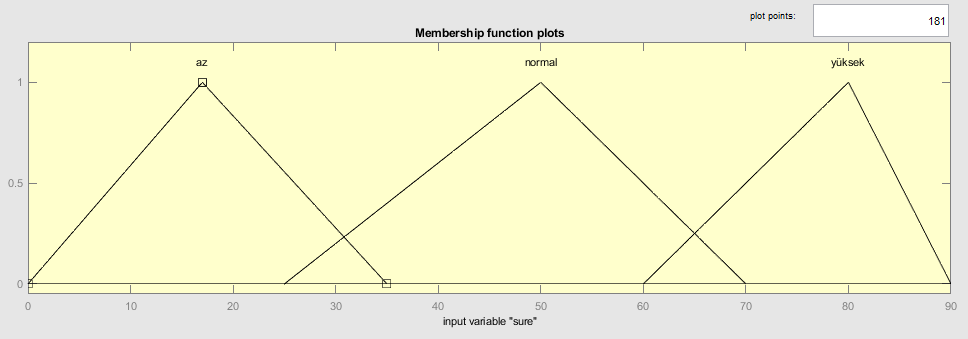 plot points: 181
Membership function plots
az normal yüksek
1
0.5
0
0 10 20 30 40 50 60 70 80 90
input variable "sure"